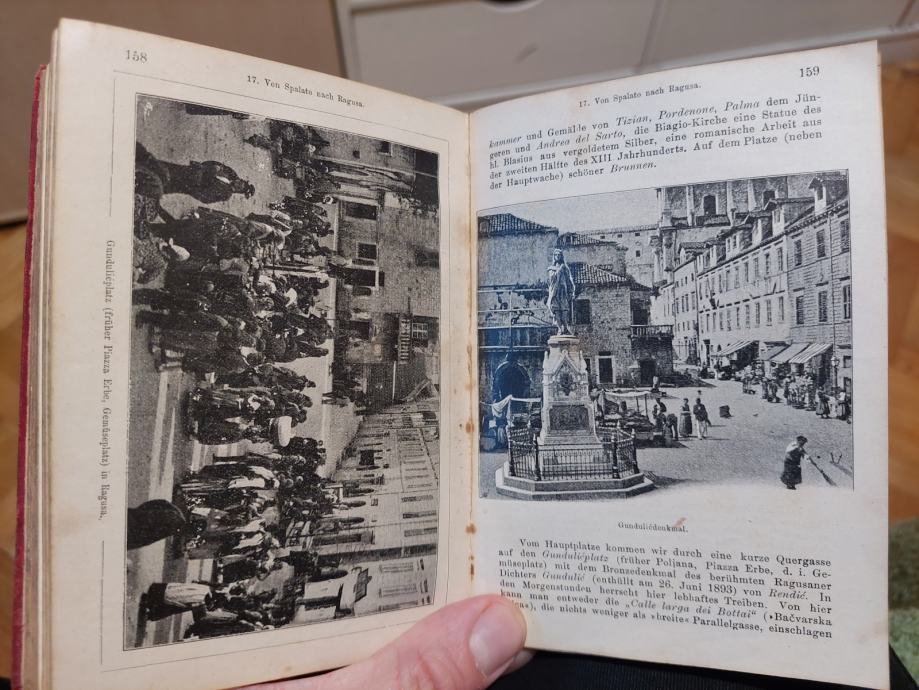 158
17. Von Spalato nach Ragusa.
Gundulićplatz (früher Piazza Erbe, Gemüseplatz) in Ragusa.
17. Von Spalato nach Ragusa.
159
kammer und Gemälde von Tizian, Pordenone, Palma dem Jün-
geren und Andrea del Sarto, die Biagio-Kirche eine Statue des
hl. Blasius aus vergoldetem Silber, eine romanische Arbeit aus
der zweiten Hälfte des XIII. Jahrhunderts. Auf dem Platze (neben
der Hauptwache) schöner Brunnen.
Gundulićdenkmal.
Vom Hauptplatze kommen wir durch eine kurze Quergasse
auf den Gundulićplatz (früher Poljana, Piazza Erbe, d. i. Ge-
müseplatz) mit dem Bronzedenkmal des berühmten Ragusaner
Dichters Gundulić (enthüllt am 26. Juni 1893) von Rendić. In
den Morgenstunden herrscht hier lebhaftes Treiben. Von hier
kann man entweder die „Calle larga dei Bottai“ (»Bačvarska
«), die nichts weniger als »breite« Parallelgasse, einschlagen